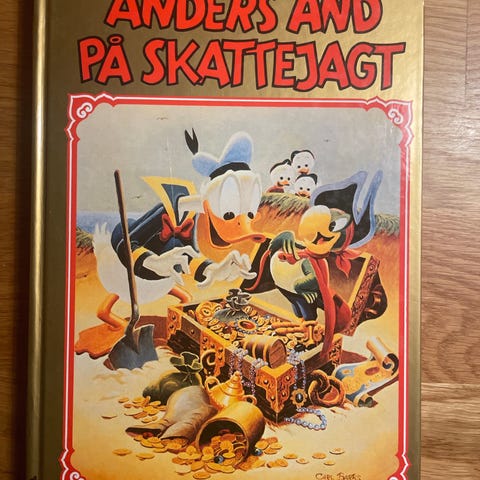 ANDERS AND
PÅ SKATTEJAGT
CARL BARKS